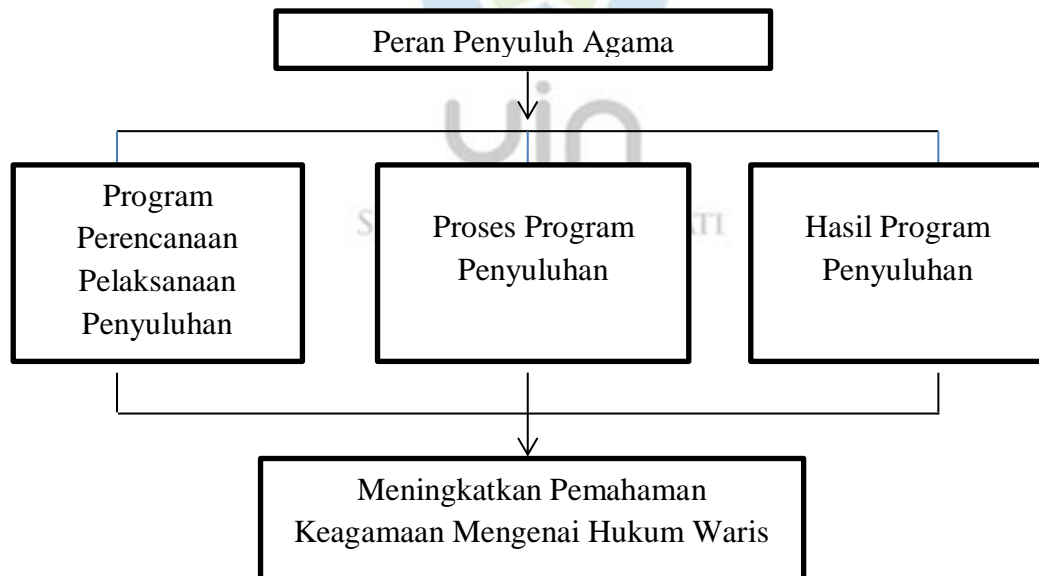 Peran Penyuluh Agama
uin
Program
Perencanaan
Pelaksanaan
Penyuluhan
Proses Program
Penyuluhan
Hasil Program
Penyuluhan
Meningkatkan Pemahaman
Keagamaan Mengenai Hukum Waris